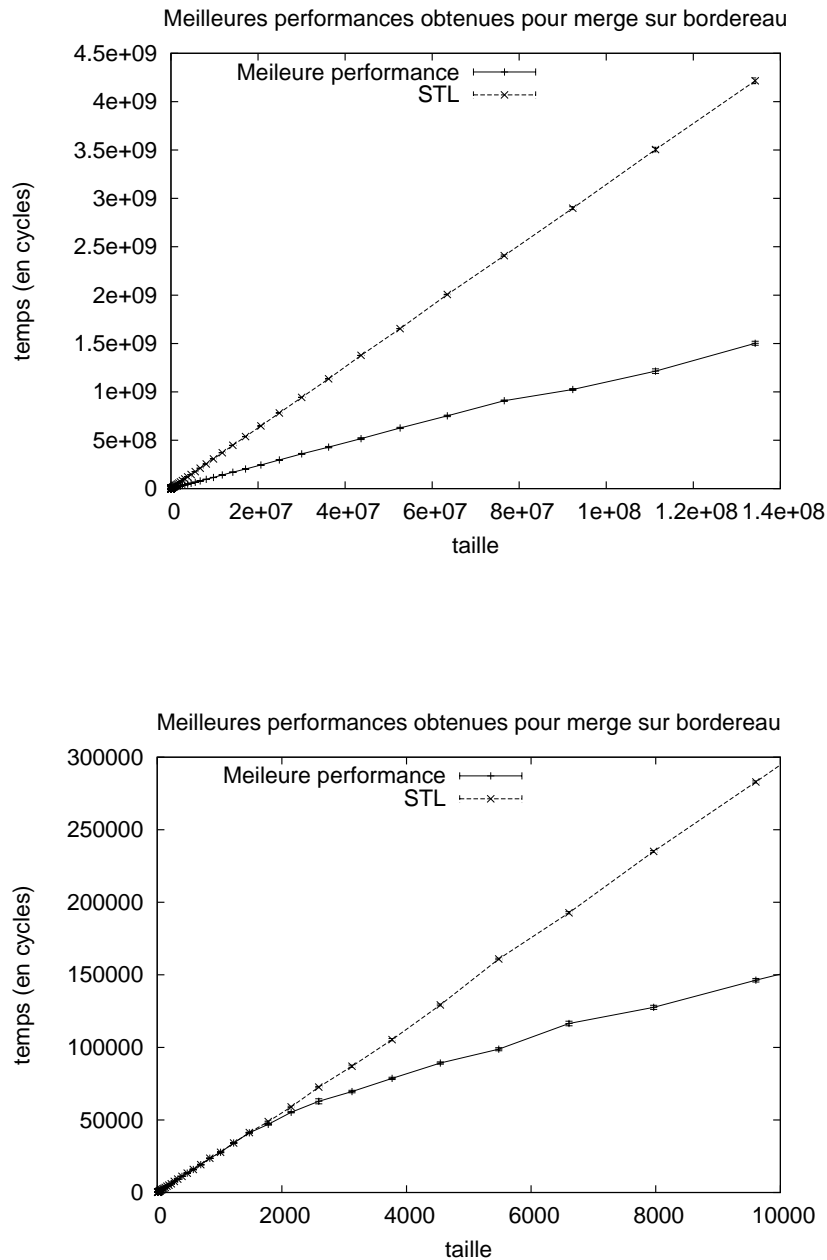 Meilleures performances obtenues pour merge sur bordereau
4.5e+09
Meileure performance
STL
4e+09
3.5e+09
3e+09
2.5e+09
2e+09
1.5e+09
1e+09
5e+08
0
temps (en cycles)
0 2e+07 4e+07 6e+07 8e+07 1e+08 1.2e+08 1.4e+08
taille
Meilleures performances obtenues pour merge sur bordereau
300000
Meileure performance
STL
250000
200000
150000
100000
50000
0
temps (en cycles)
0 2000 4000 6000 8000 10000
taille